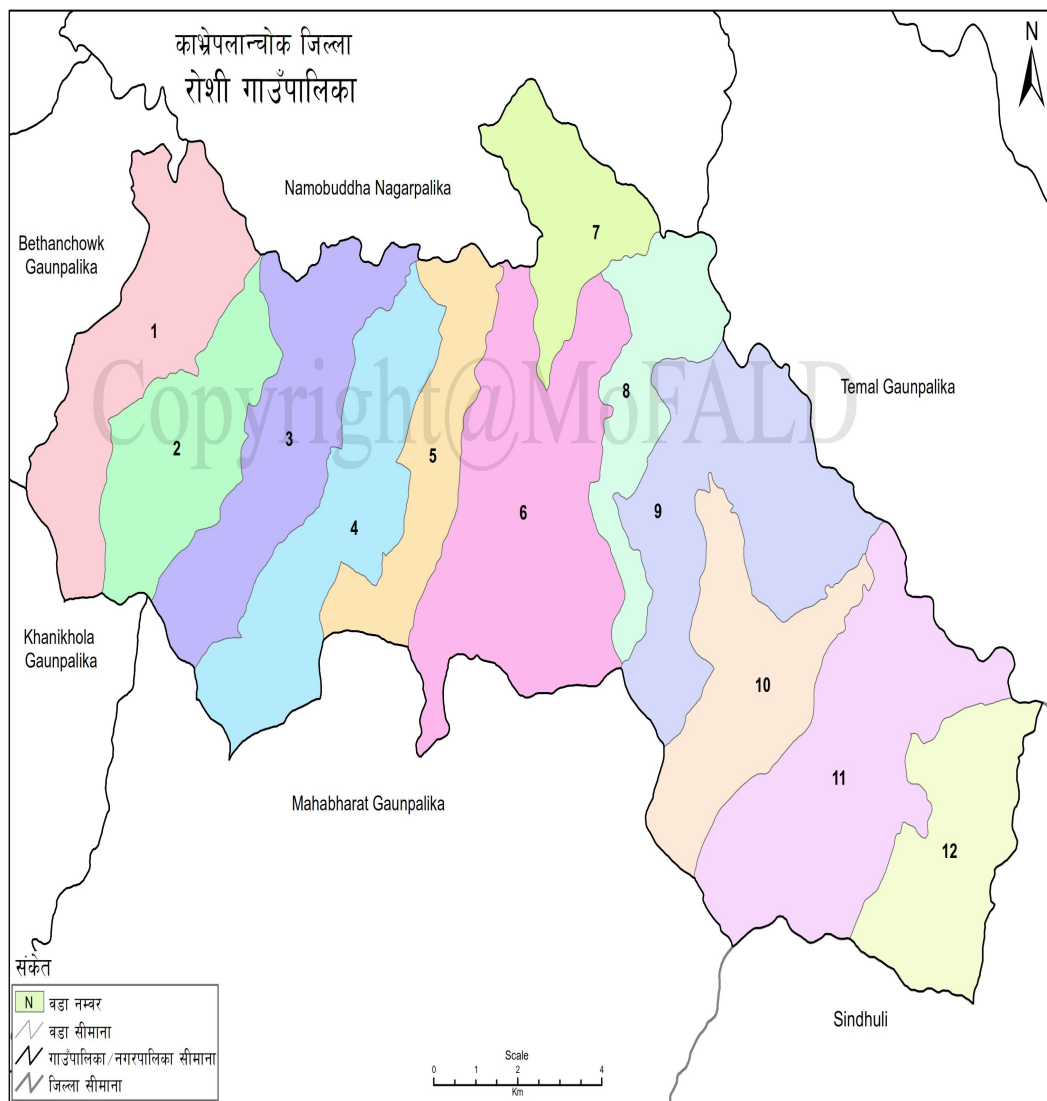 काभ्रेपलान्चोक जिल्ला
रोशी गाउँपालिका
N
Namobuddha Nagarpalika
Bethanchowk
Gaunpalika
7
1
Temal Gaunpalika
8
Copyright@MoFALD
2
3
5
4
6
9
Khanikhola
Gaunpalika
10
11
Mahabharat Gaunpalika
12
संकेत
N वडा नम्वर
वडा सीमाना
गाउँपालिका/नगरपालिका सीमाना
जिल्ला सीमाना
Sindhuli
Scale
0 1 2 4
Km